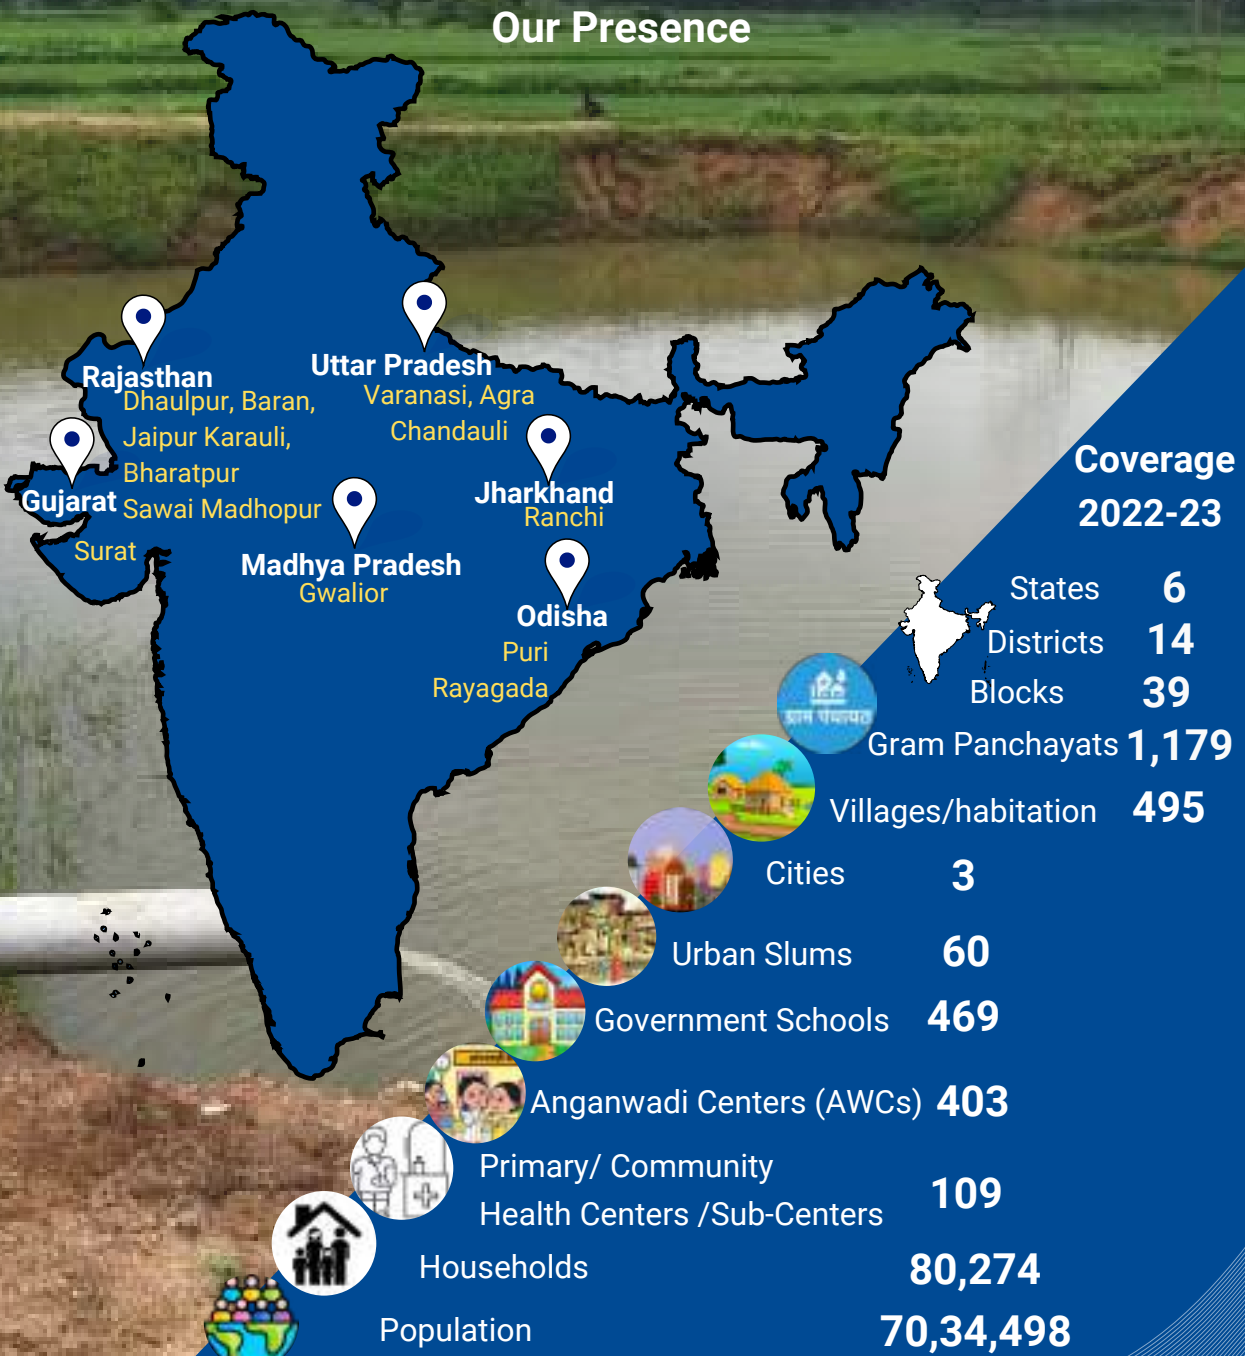 Our Presence
Rajasthan
Dhaulpur, Baran,
Jaipur Karauli,
Bharatpur
Sawai Madhopur
Uttar Pradesh
Varanasi, Agra
Chandauli
Gujarat
Surat
Jharkhand
Ranchi
Madhya Pradesh
Gwalior
Odisha
Puri
Rayagada
Coverage
2022-23
States 6
Districts 14
Blocks 39
ग्राम पंचायत
Gram Panchayats 1,179
Villages/habitation 495
Cities 3
Urban Slums 60
Government Schools 469
Anganwadi Centers (AWCs) 403
Primary/ Community
Health Centers /Sub-Centers 109
Households 80,274
Population 70,34,498